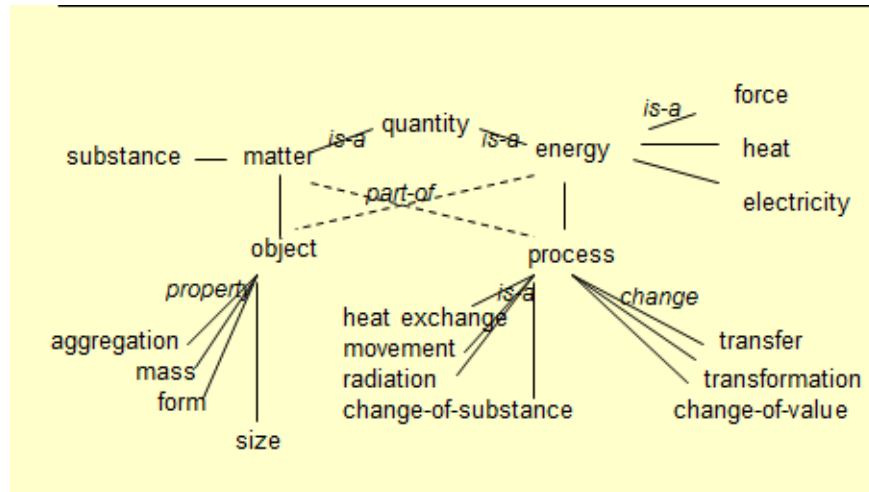 force
is-a
quantity
is-a
is-a
energy
substance
matter
heat
part-of
electricity
object
process
property
is-a
change
heat exchange
aggregation
movement
transfer
mass
radiation
transformation
form
change-of-substance
change-of-value
size